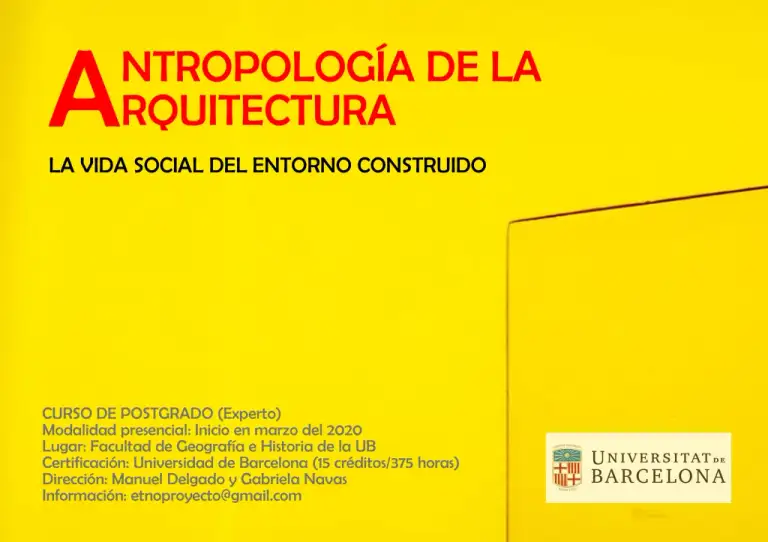 ANTROPOLOGÍA DE LA
ARQUITECTURA
LA VIDA SOCIAL DEL ENTORNO CONSTRUIDO
CURSO DE POSTGRADO (Experto)
Modalidad presencial: Inicio en marzo del 2020
Lugar: Facultad de Geografía e Historia de la UB
Certificación: Universidad de Barcelona (15 créditos/375 horas)
Dirección: Manuel Delgado y Gabriela Navas
Información: etnoproyecto@gmail.com
UNIVERSITAT DE
BARCELONA